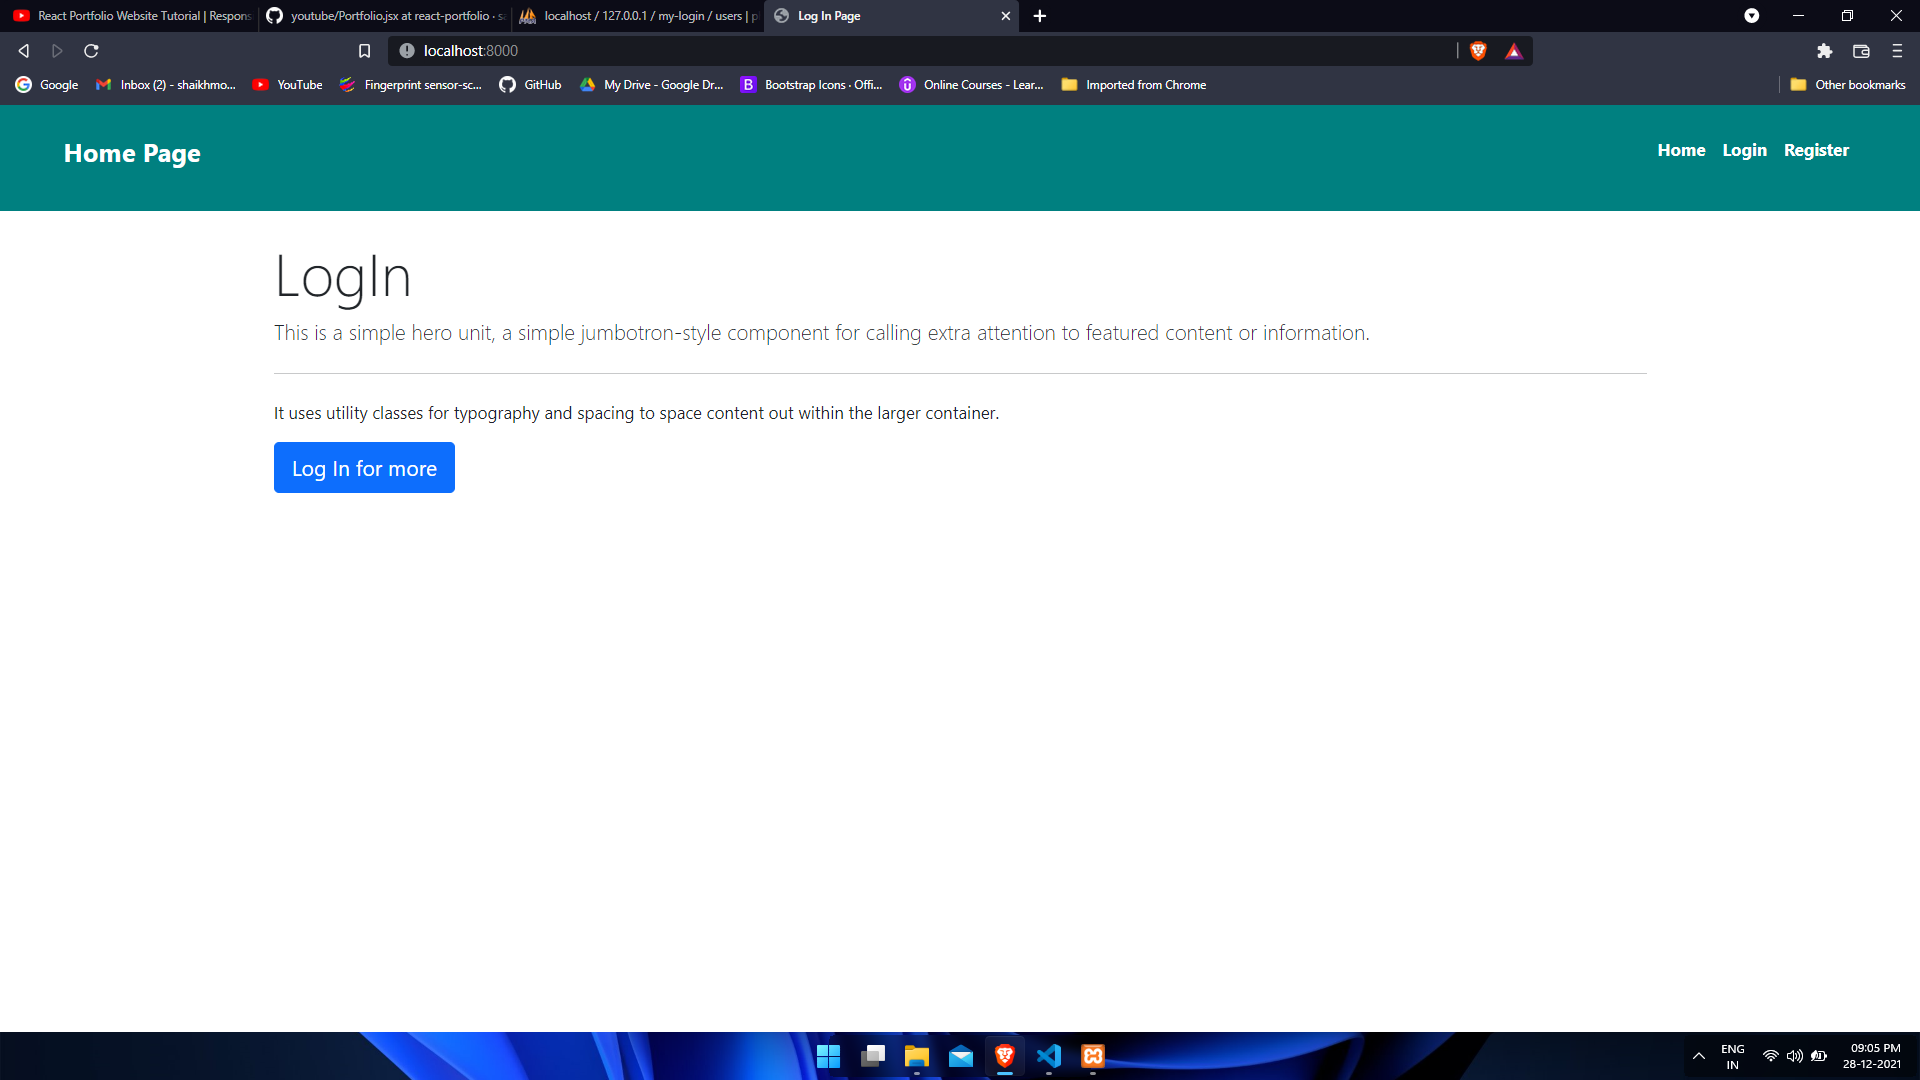 React Portfolio Website Tutorial | Respons
youtube/Portfolio.jsx at react-portfolio · sa
localhost / 127.0.0.1 / my-login / users | p
Log In Page
localhost:8000
Google
Inbox (2) - shaikhmo...
YouTube
Fingerprint sensor-sc...
GitHub
My Drive - Google Dr...
B
Bootstrap Icons · Offi...
Online Courses - Lear...
Imported from Chrome
Other bookmarks
Home Page
Home
Login
Register
LogIn
This is a simple hero unit, a simple jumbotron-style component for calling extra attention to featured content or information.
It uses utility classes for typography and spacing to space content out within the larger container.
Log In for more
ENG
IN
09:05 PM
28-12-2021